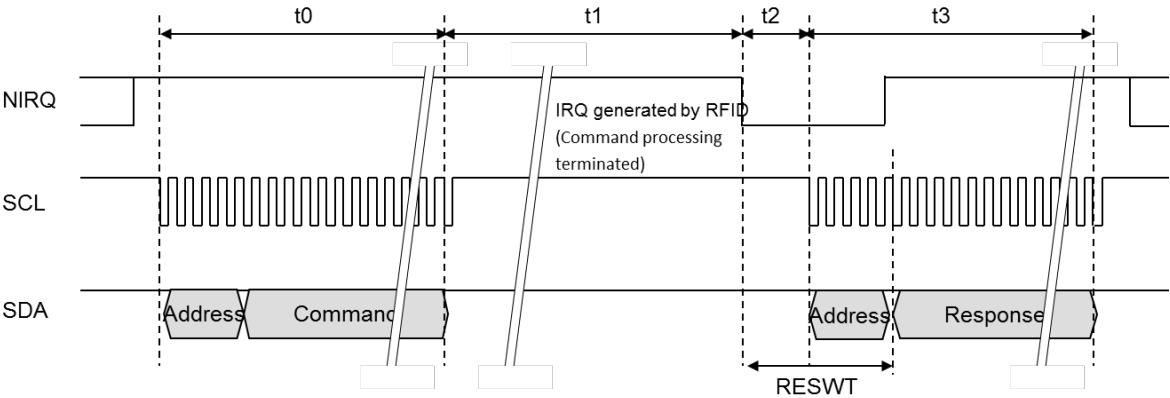 t0
t1
t2
t3
NIRQ
IRQ generated by RFID
(Command processing
terminated)
SCL
SDA
Address
Command
Address
Response
RESWT